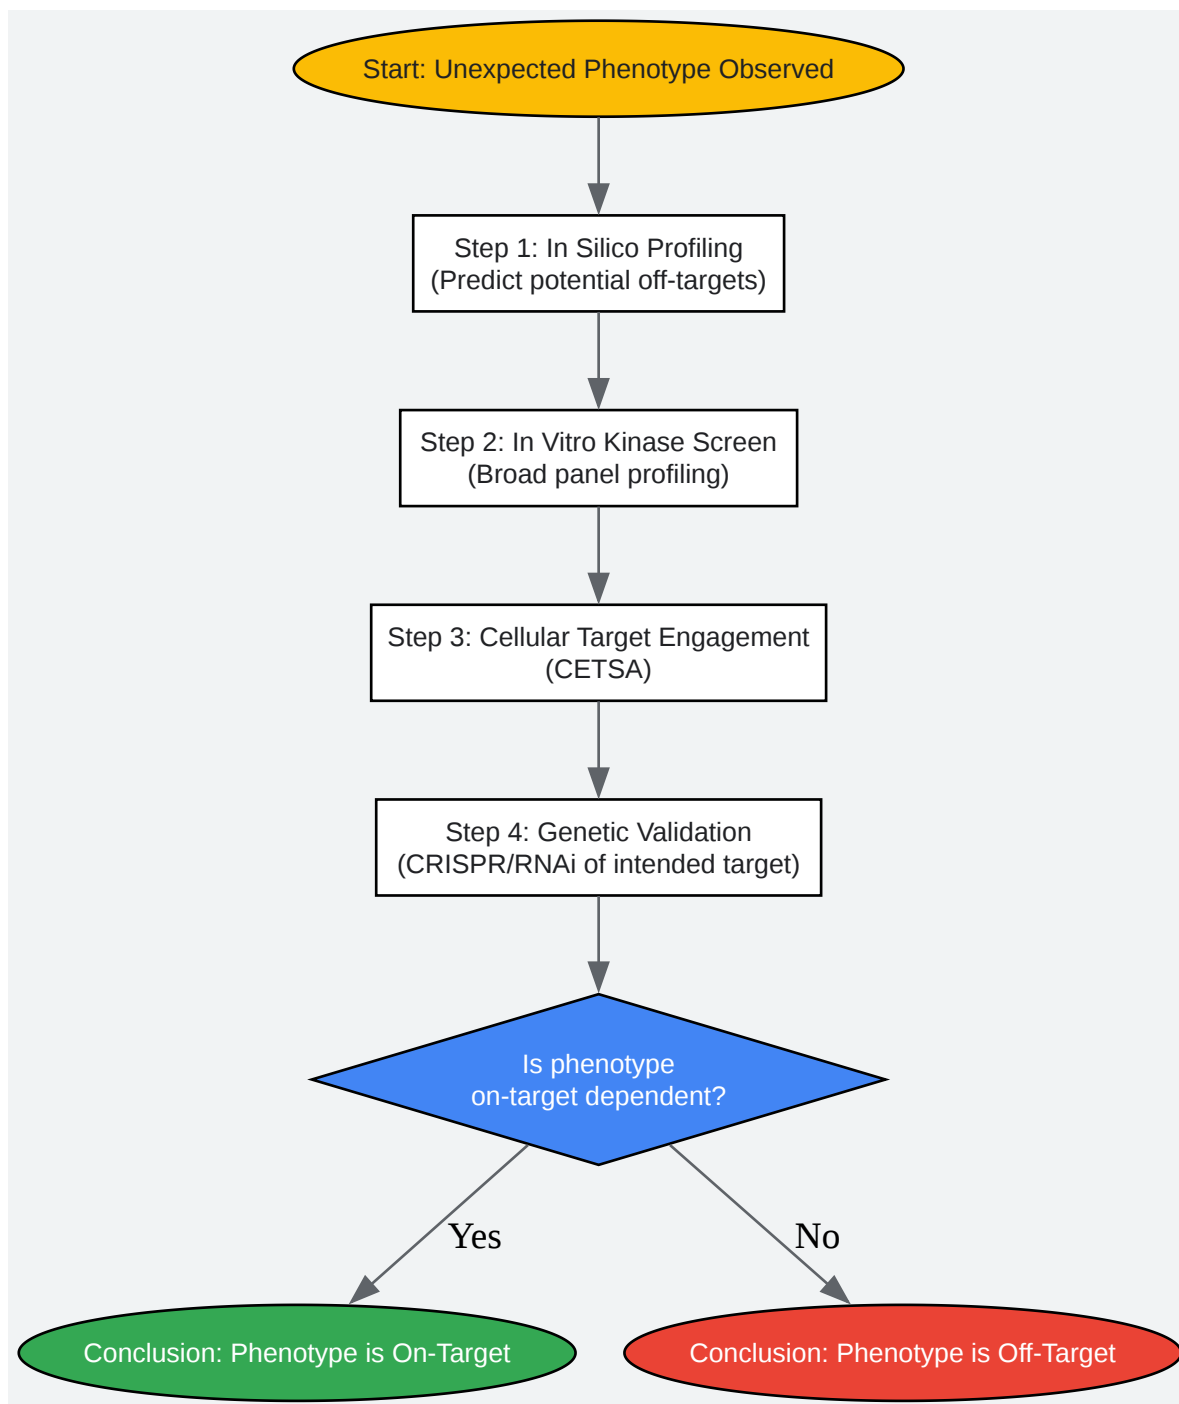 Start: Unexpected Phenotype Observed
Step 1: In Silico Profiling
(Predict potential off-targets)
Step 2: In Vitro Kinase Screen
(Broad panel profiling)
Step 3: Cellular Target Engagement
(CETSA)
Step 4: Genetic Validation
(CRISPR/RNAi of intended target)
Is phenotype
on-target dependent?
Yes
No
Conclusion: Phenotype is On-Target
Conclusion: Phenotype is Off-Target